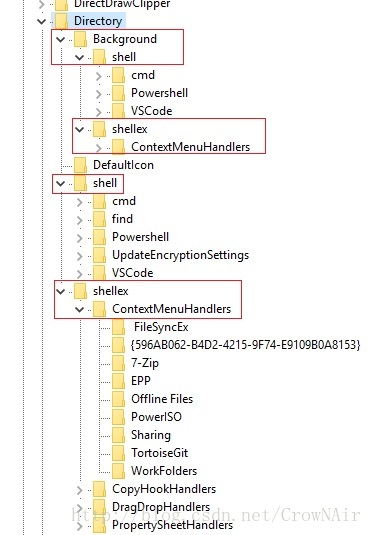 DirectDrawClipper
Directory
Background
shell
cmd
Powershell
VSCode
shellex
ContextMenuHandlers
DefaultIcon
shell
cmd
find
Powershell
UpdateEncryptionSettings
VSCode
shellex
ContextMenuHandlers
FileSyncEx
{596AB062-B4D2-4215-9F74-E9109B0A8153}
7-Zip
EPP
Offline Files
PowerISO
Sharing
TortoiseGit
WorkFolders
CopyHookHandlers
DragDropHandlers
http://blog.csdn.net/CrowNAir
PropertySheetHandlers